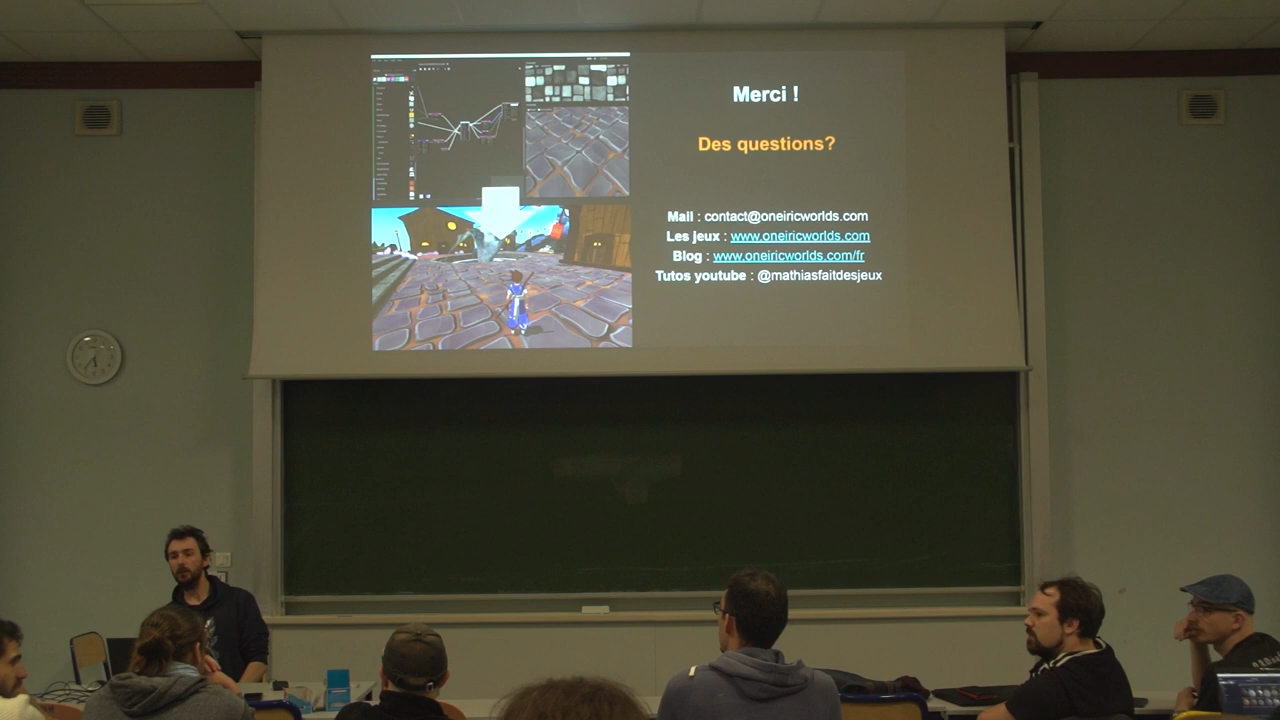 Merci !
Des questions?
Mail : contact@oneiricworlds.com
Les jeux : www.oneiricworlds.com
Blog : www.oneiricworlds.com/fr
Tutos youtube : @mathiasfaitdesjeux